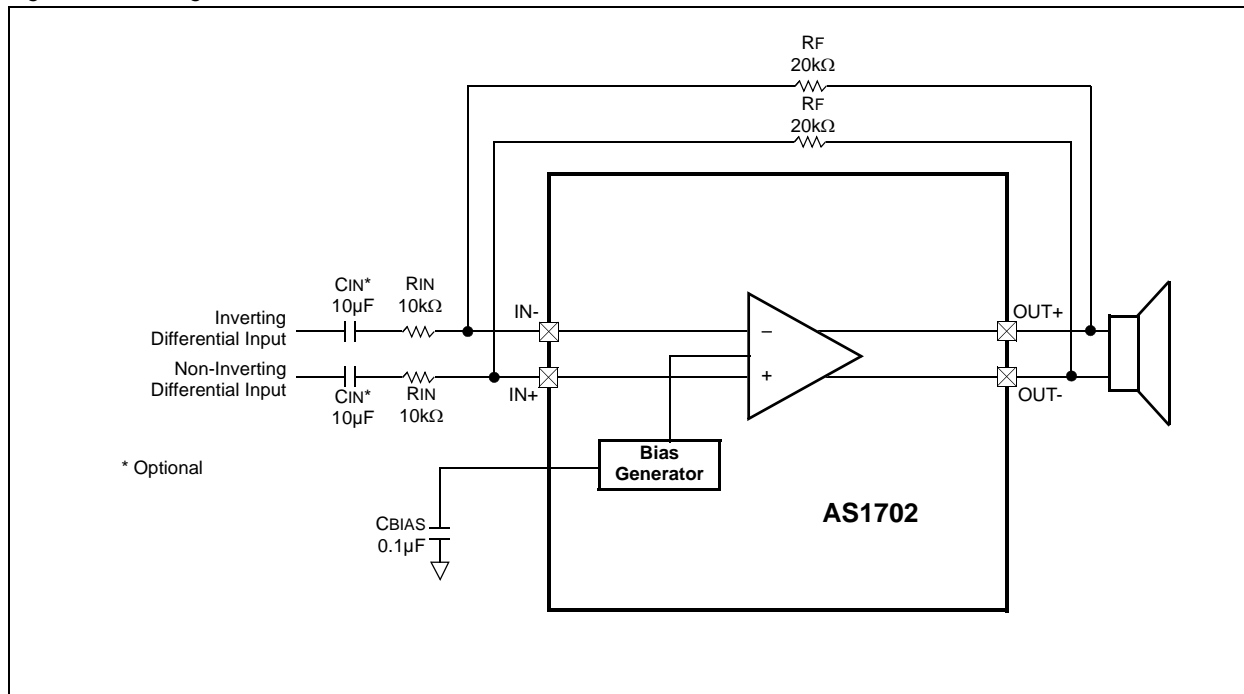 RF
20kΩ
RF
20kΩ
CIN*
10µF
RIN
10kΩ
Inverting
Differential Input
IN-
OUT+
–
Non-Inverting
Differential Input
+
CIN*
10µF
RIN
10kΩ
IN+
OUT-
* Optional
Bias
Generator
AS1702
CBIAS
0.1µF